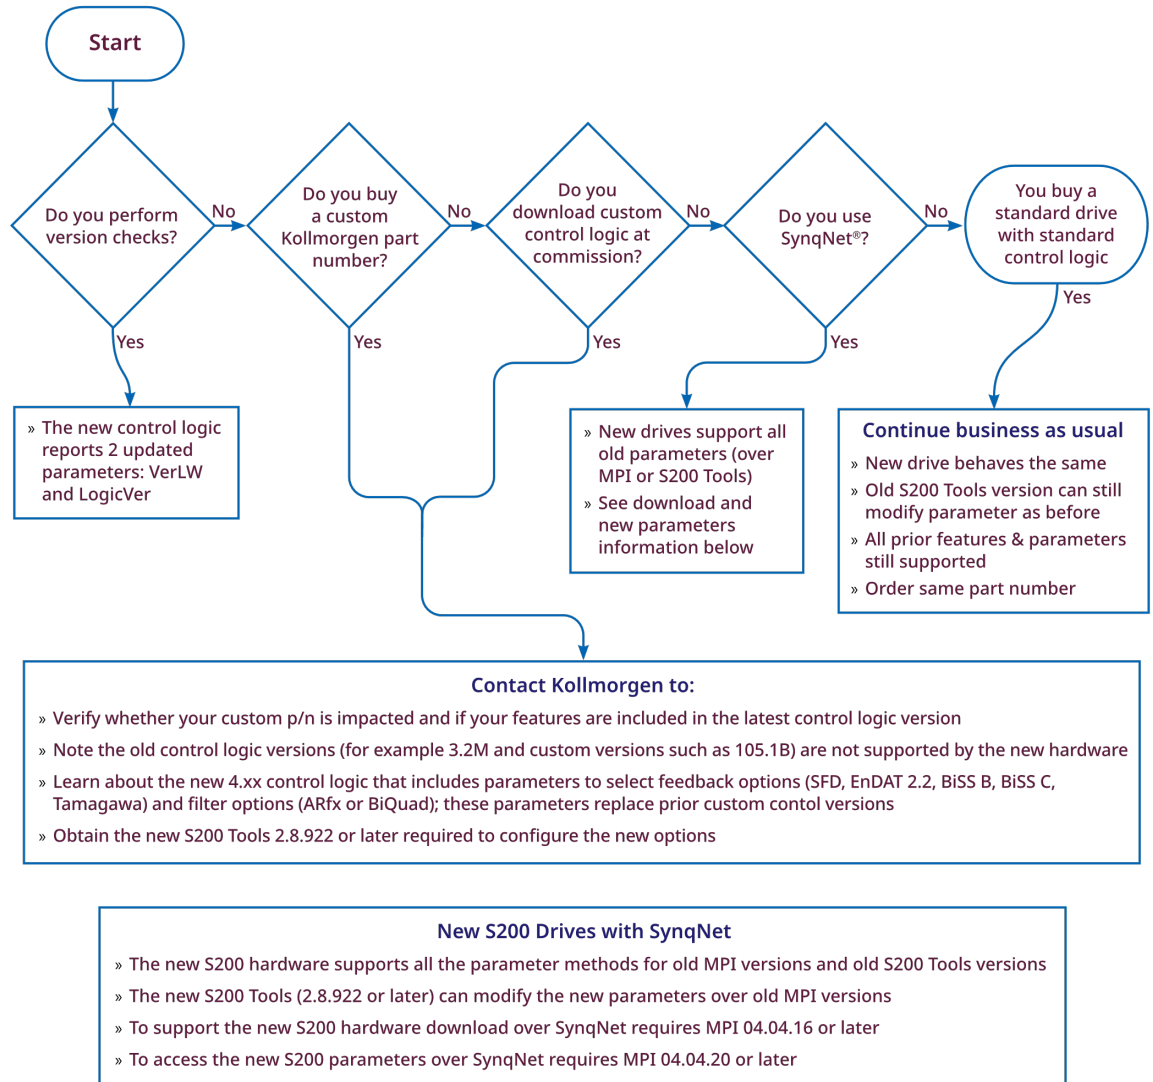 Start
Do you perform
version checks?
No
Do you buy
a custom
Kollmorgen part
number?
No
Do you
download custom
control logic at
commission?
No
Do you use
SynqNet®?
No
You buy a
standard drive
with standard
control logic
Yes
Yes
Yes
Yes
Yes
» The new control logic
reports 2 updated
parameters: VerLW
and LogicVer
» New drives support all
old parameters (over
MPI or S200 Tools)
» See download and
new parameters
information below
Continue business as usual
» New drive behaves the same
» Old S200 Tools version can still
modify parameter as before
» All prior features & parameters
still supported
» Order same part number
Contact Kollmorgen to:
» Verify whether your custom p/n is impacted and if your features are included in the latest control logic version
» Note the old control logic versions (for example 3.2M and custom versions such as 105.1B) are not supported by the new hardware
» Learn about the new 4.xx control logic that includes parameters to select feedback options (SFD, EnDAT 2.2, BiSS B, BiSS C,
Tamagawa) and filter options (ARfx or BiQuad); these parameters replace prior custom contol versions
» Obtain the new S200 Tools 2.8.922 or later required to configure the new options
New S200 Drives with SynqNet
» The new S200 hardware supports all the parameter methods for old MPI versions and old S200 Tools versions
» The new S200 Tools (2.8.922 or later) can modify the new parameters over old MPI versions
» To support the new S200 hardware download over SynqNet requires MPI 04.04.16 or later
» To access the new S200 parameters over SynqNet requires MPI 04.04.20 or later